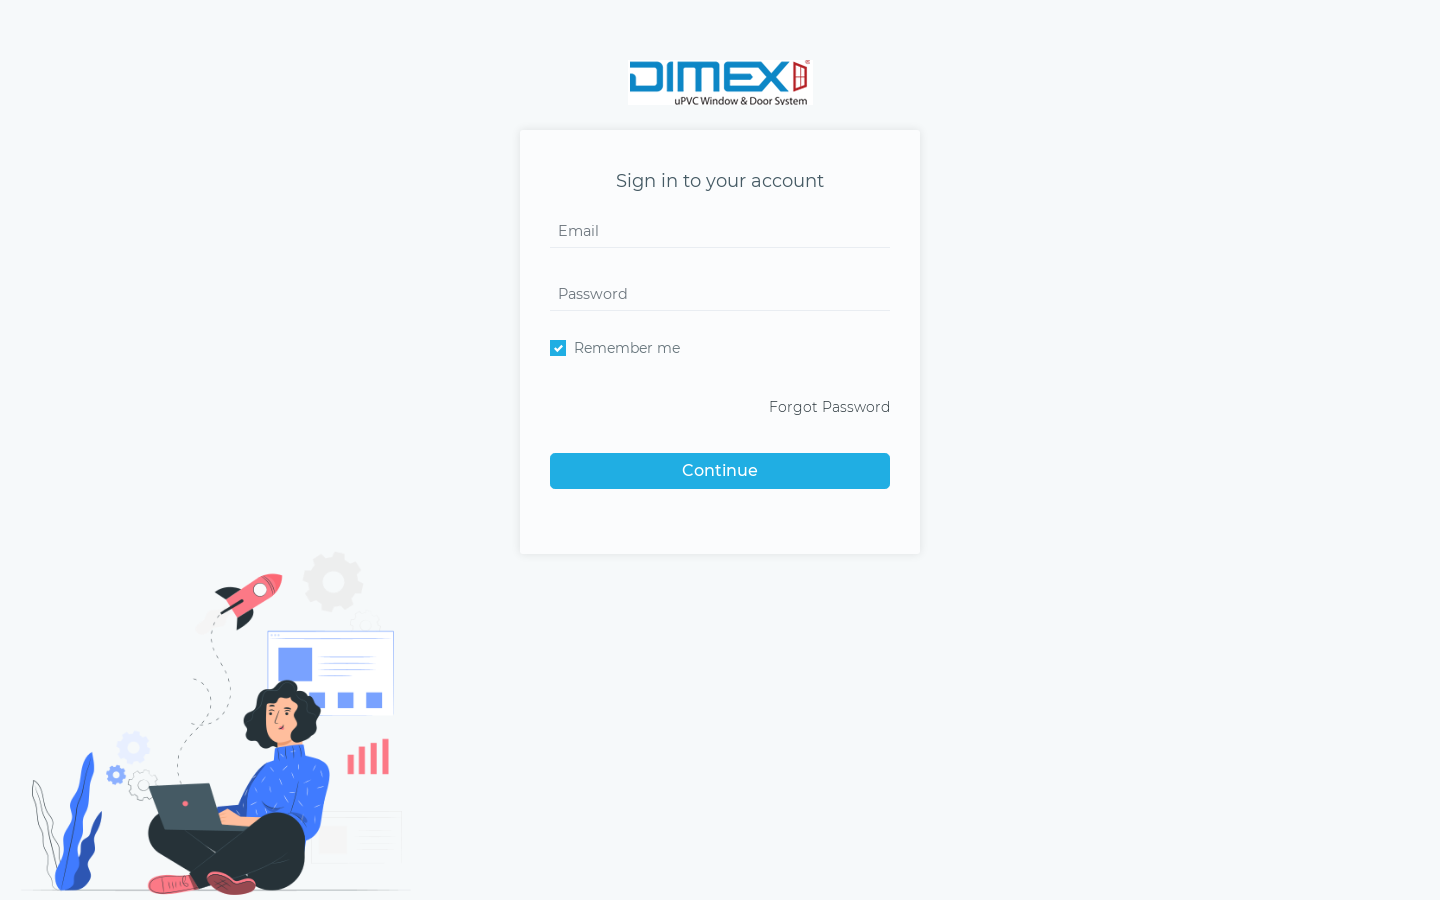 DIMEX
uPVC Window & Door System
Sign in to your account
Email
Password
Remember me
Forgot Password
Continue